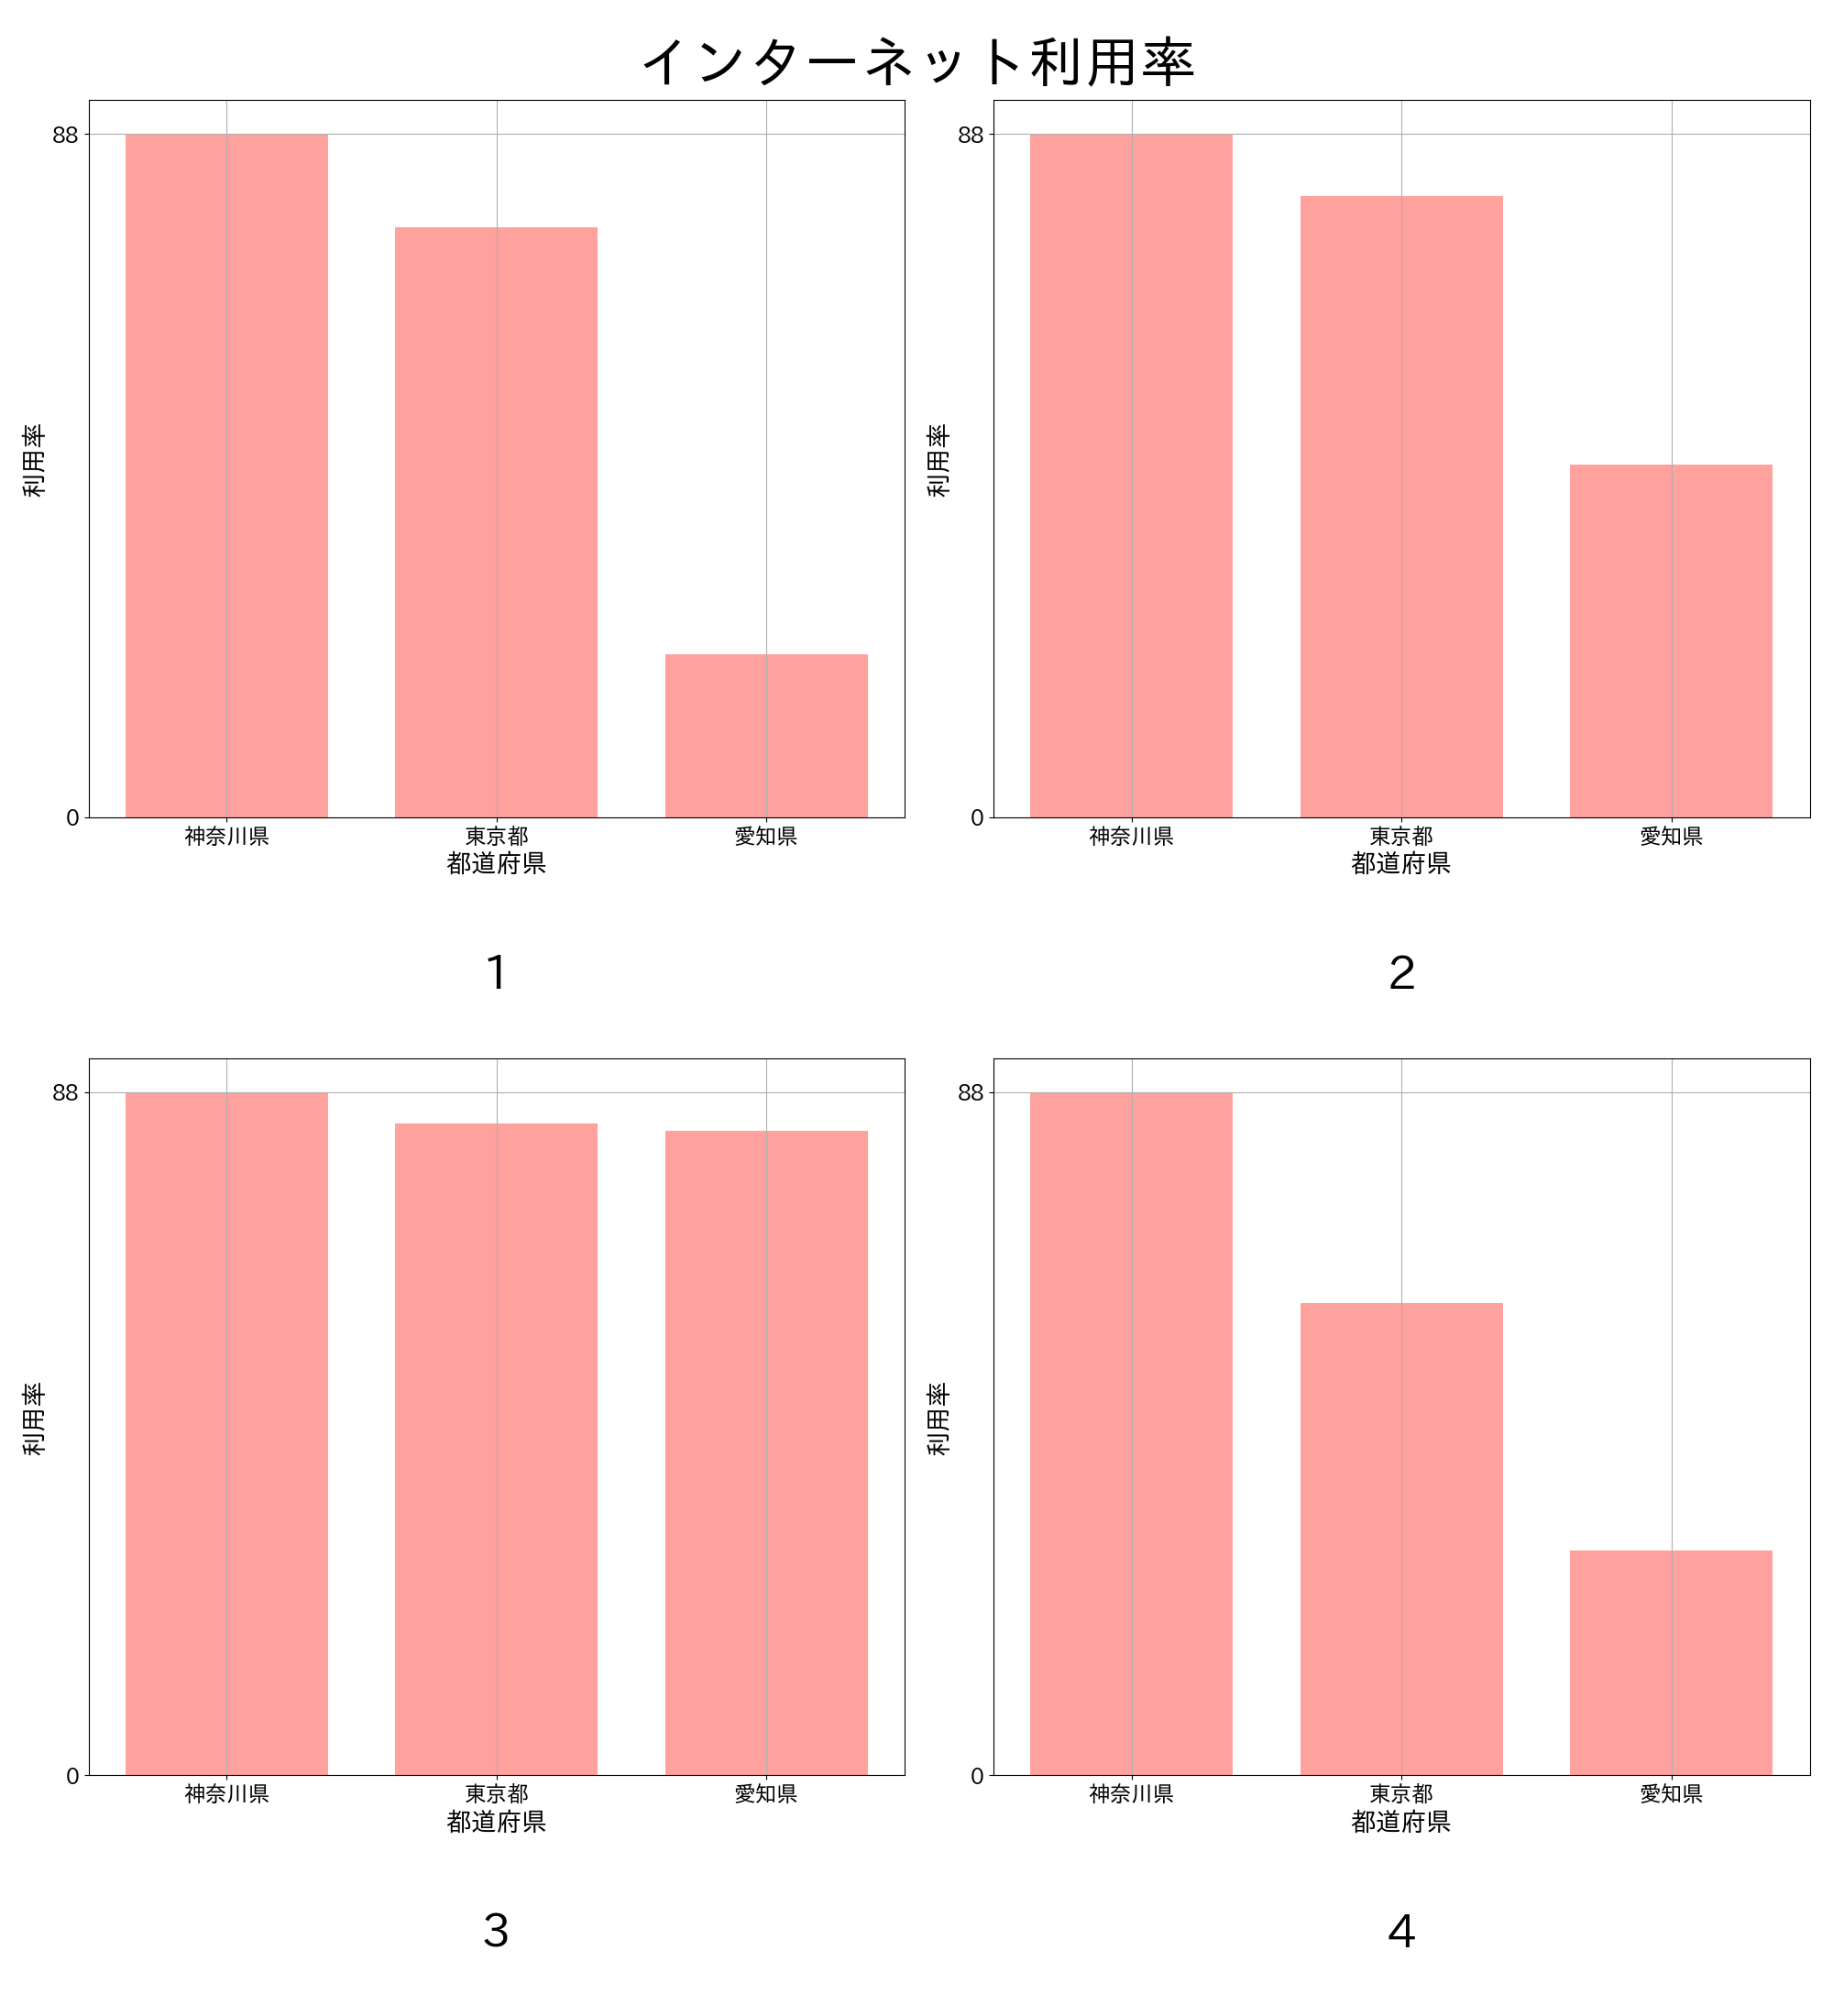 インターネット利用率
88
0
利用率
神奈川県 東京都 愛知県
都道府県
1
88
0
利用率
神奈川県 東京都 愛知県
都道府県
2
88
0
利用率
神奈川県 東京都 愛知県
都道府県
3
88
0
利用率
神奈川県 東京都 愛知県
都道府県
4